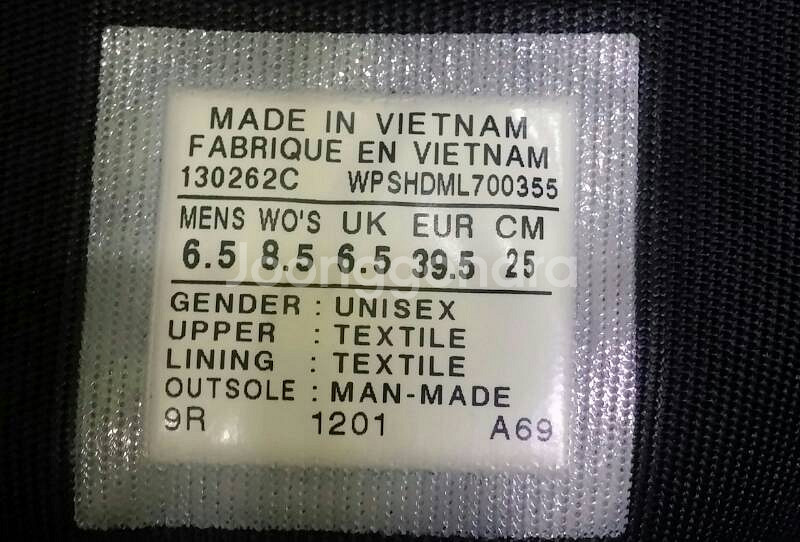 MADE IN VIETNAM
FABRIQUE EN VIETNAM
130262C WPSHDML700355
MENS WO'S UK EUR CM
6.5 8.5 6.5 39.5 25
Joonggonara
GENDER : UNISEX
UPPER : TEXTILE
LINING : TEXTILE
OUTSOLE : MAN-MADE
9R 1201 A69